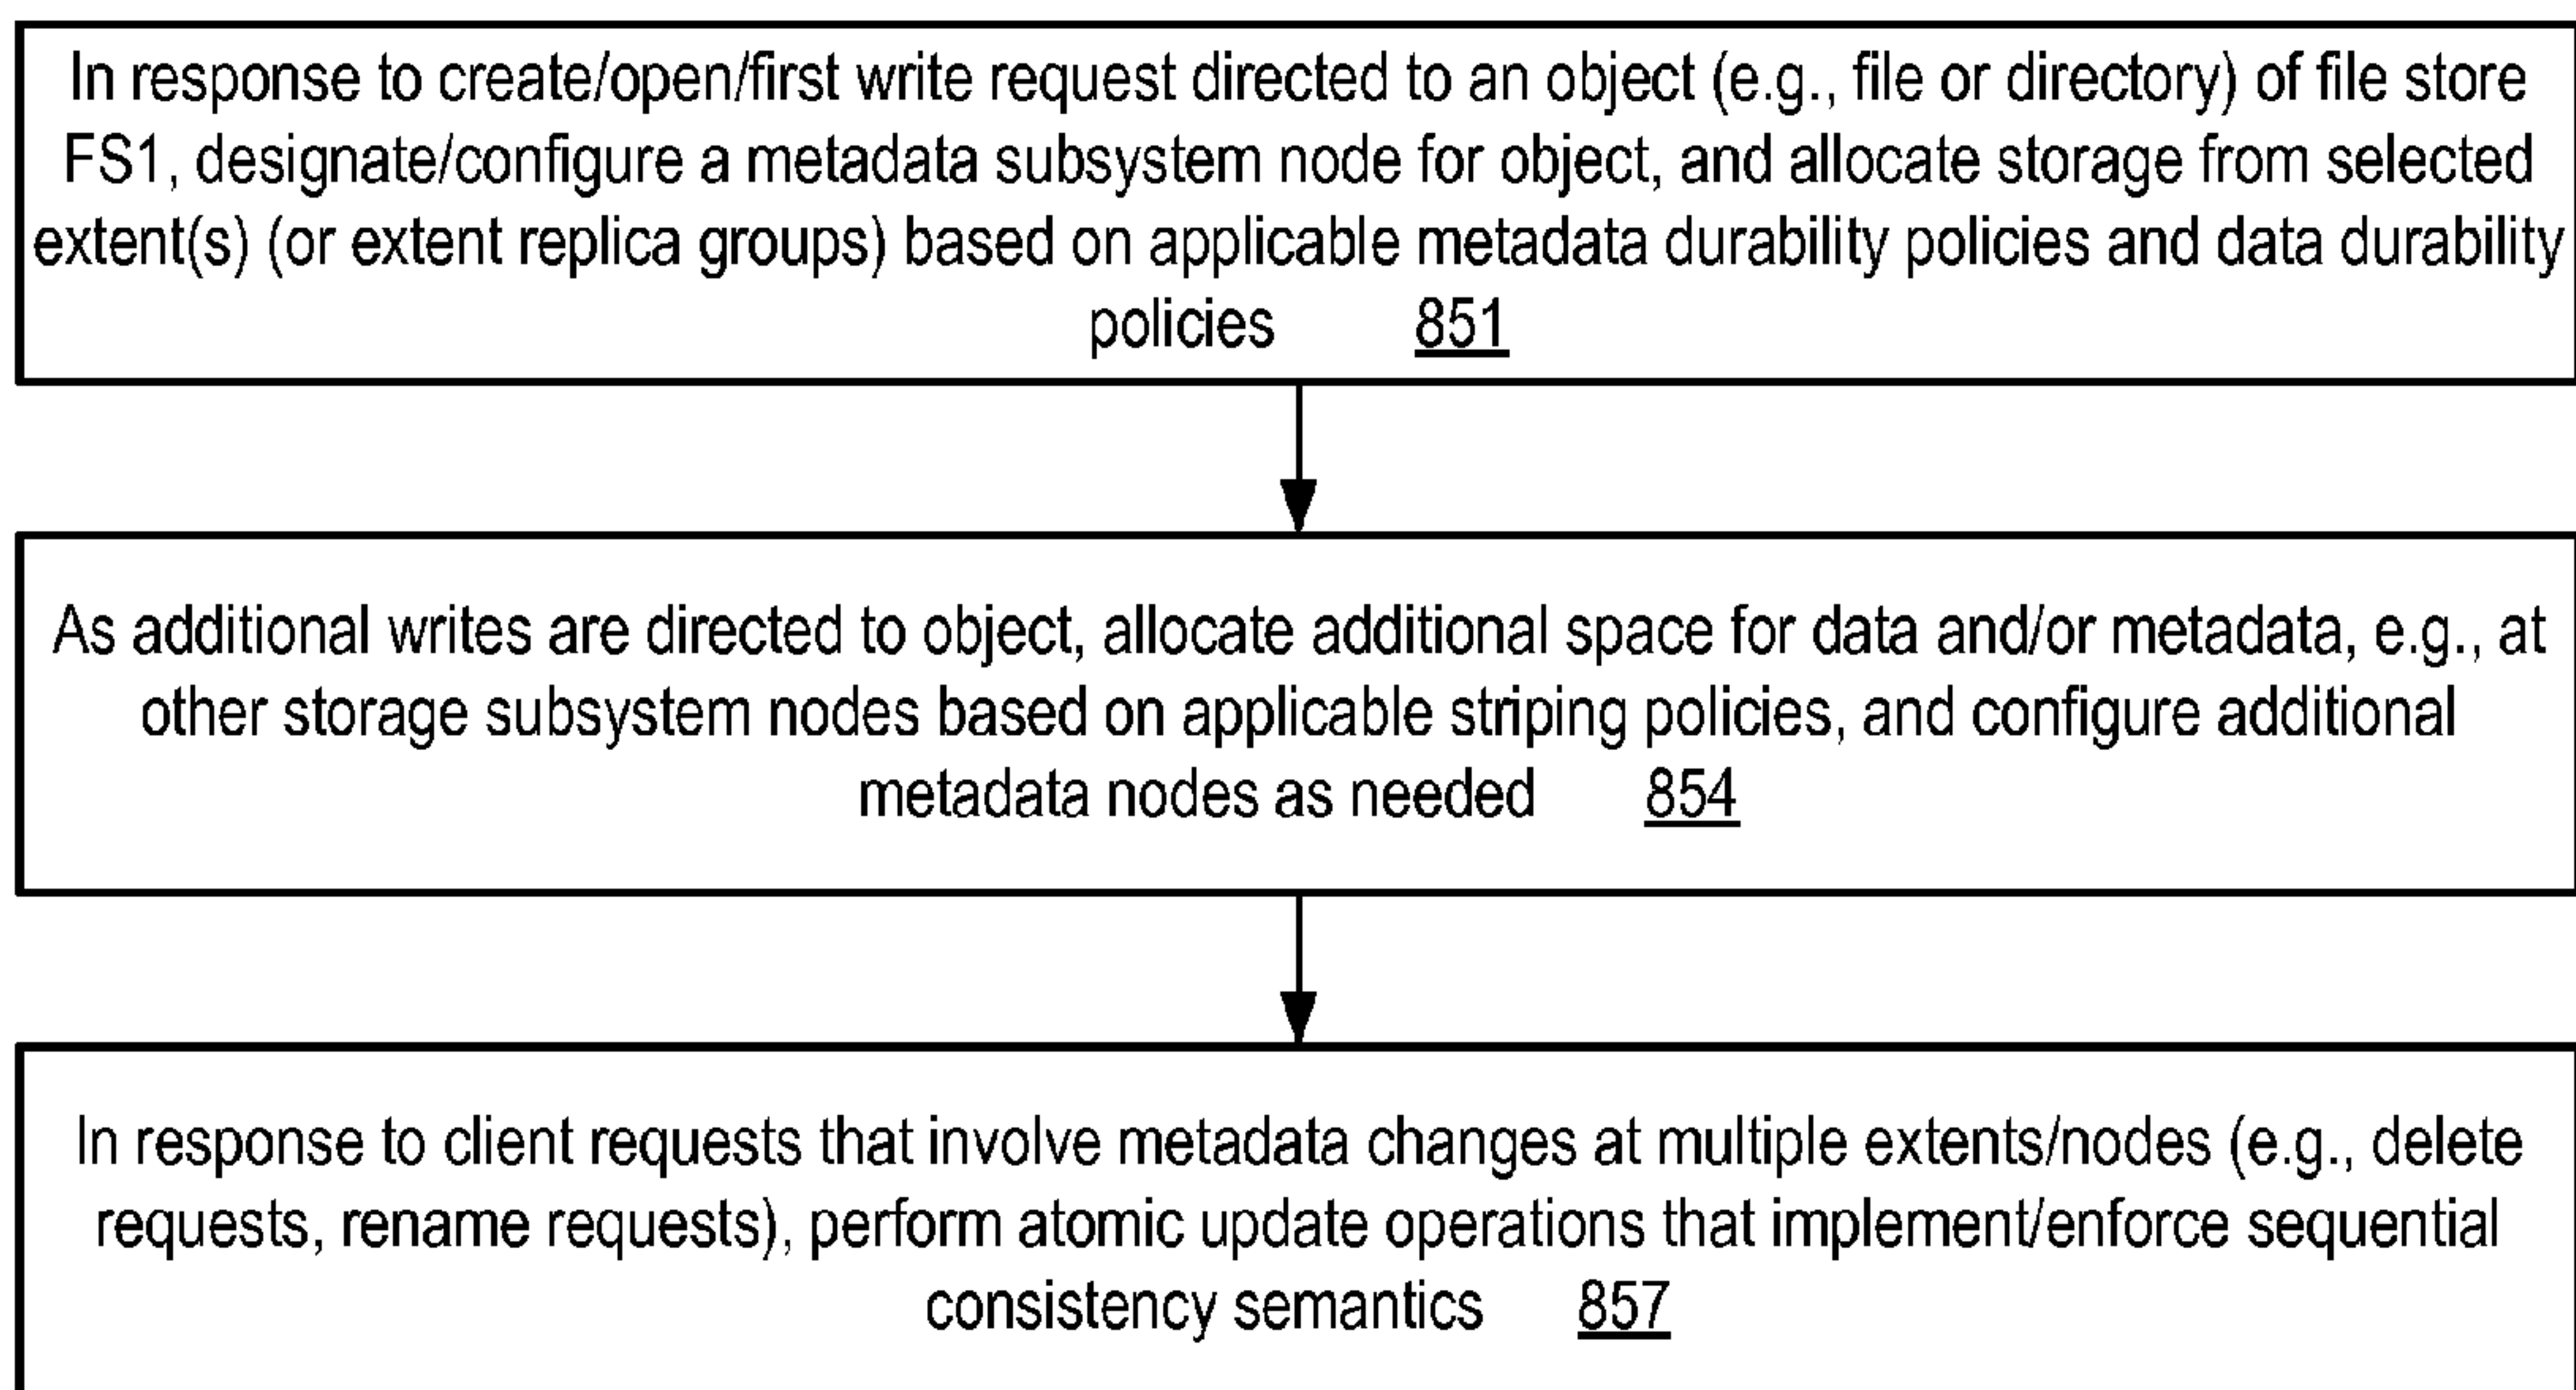 In response to create/open/first write request directed to an object (e.g., file or directory) of file store
FS1, designate/configure a metadata subsystem node for object, and allocate storage from selected
extent(s) (or extent replica groups) based on applicable metadata durability policies and data durability
policies 851
As additional writes are directed to object, allocate additional space for data and/or metadata, e.g., at
other storage subsystem nodes based on applicable striping policies, and configure additional
metadata nodes as needed 854
In response to client requests that involve metadata changes at multiple extents/nodes (e.g., delete
requests, rename requests), perform atomic update operations that implement/enforce sequential
consistency semantics 857